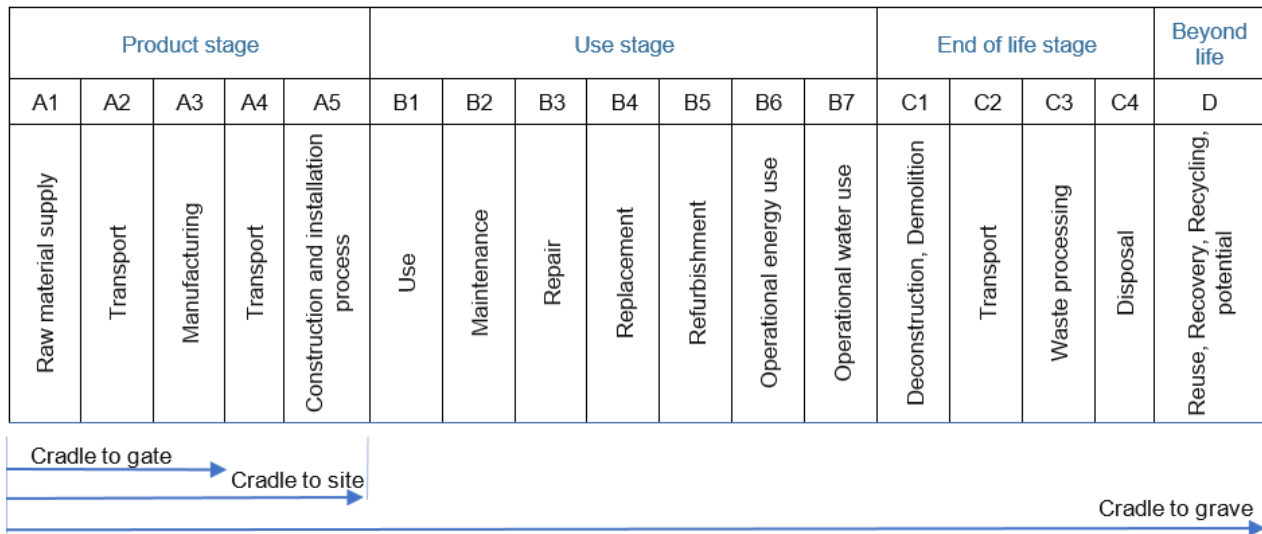 Product stage
Use stage
End of life stage
Beyond
life
A1
A2
A3
A4
A5
B1
B2
B3
B4
B5
B6
B7
C1
C2
C3
C4
D
Raw material supply
Transport
Manufacturing
Transport
Construction and installation
process
Use
Maintenance
Repair
Replacement
Refurbishment
Operational energy use
Operational water use
Deconstruction, Demolition
Transport
Waste processing
Disposal
Reuse, Recovery, Recycling,
potential
Cradle to gate
Cradle to site
Cradle to grave